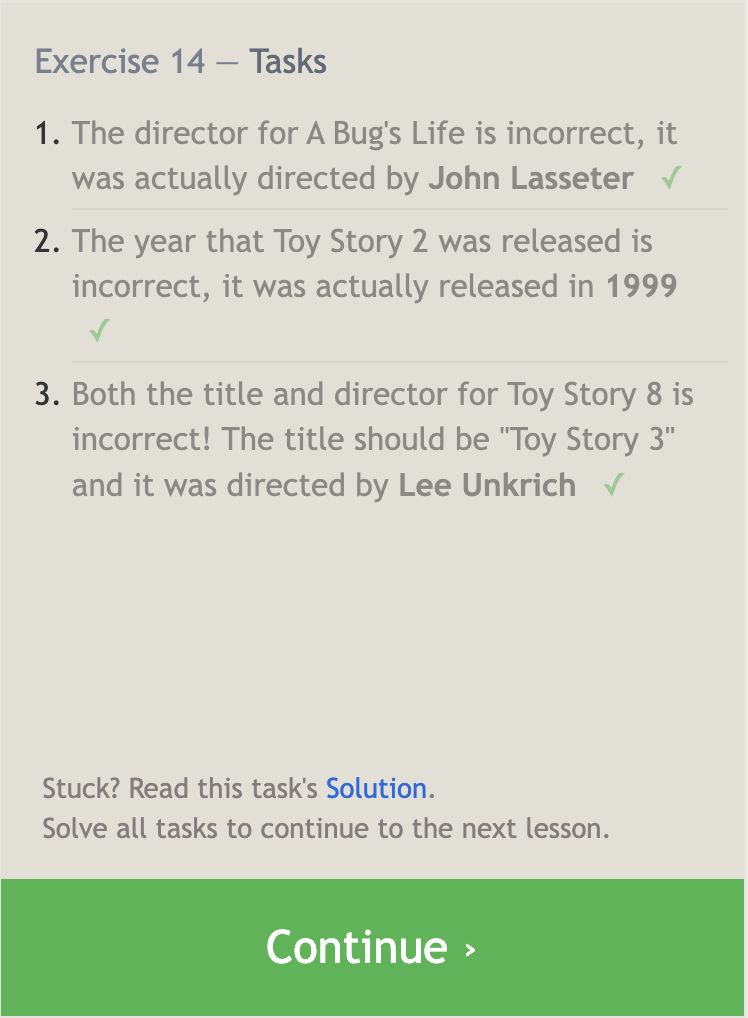 Exercise 14 — Tasks
1. The director for A Bug's Life is incorrect, it
was actually directed by John Lasseter ✓
2. The year that Toy Story 2 was released is
incorrect, it was actually released in 1999
✓
3. Both the title and director for Toy Story 8 is
incorrect! The title should be "Toy Story 3"
and it was directed by Lee Unkrich ✓
Stuck? Read this task's Solution.
Solve all tasks to continue to the next lesson.
Continue ›